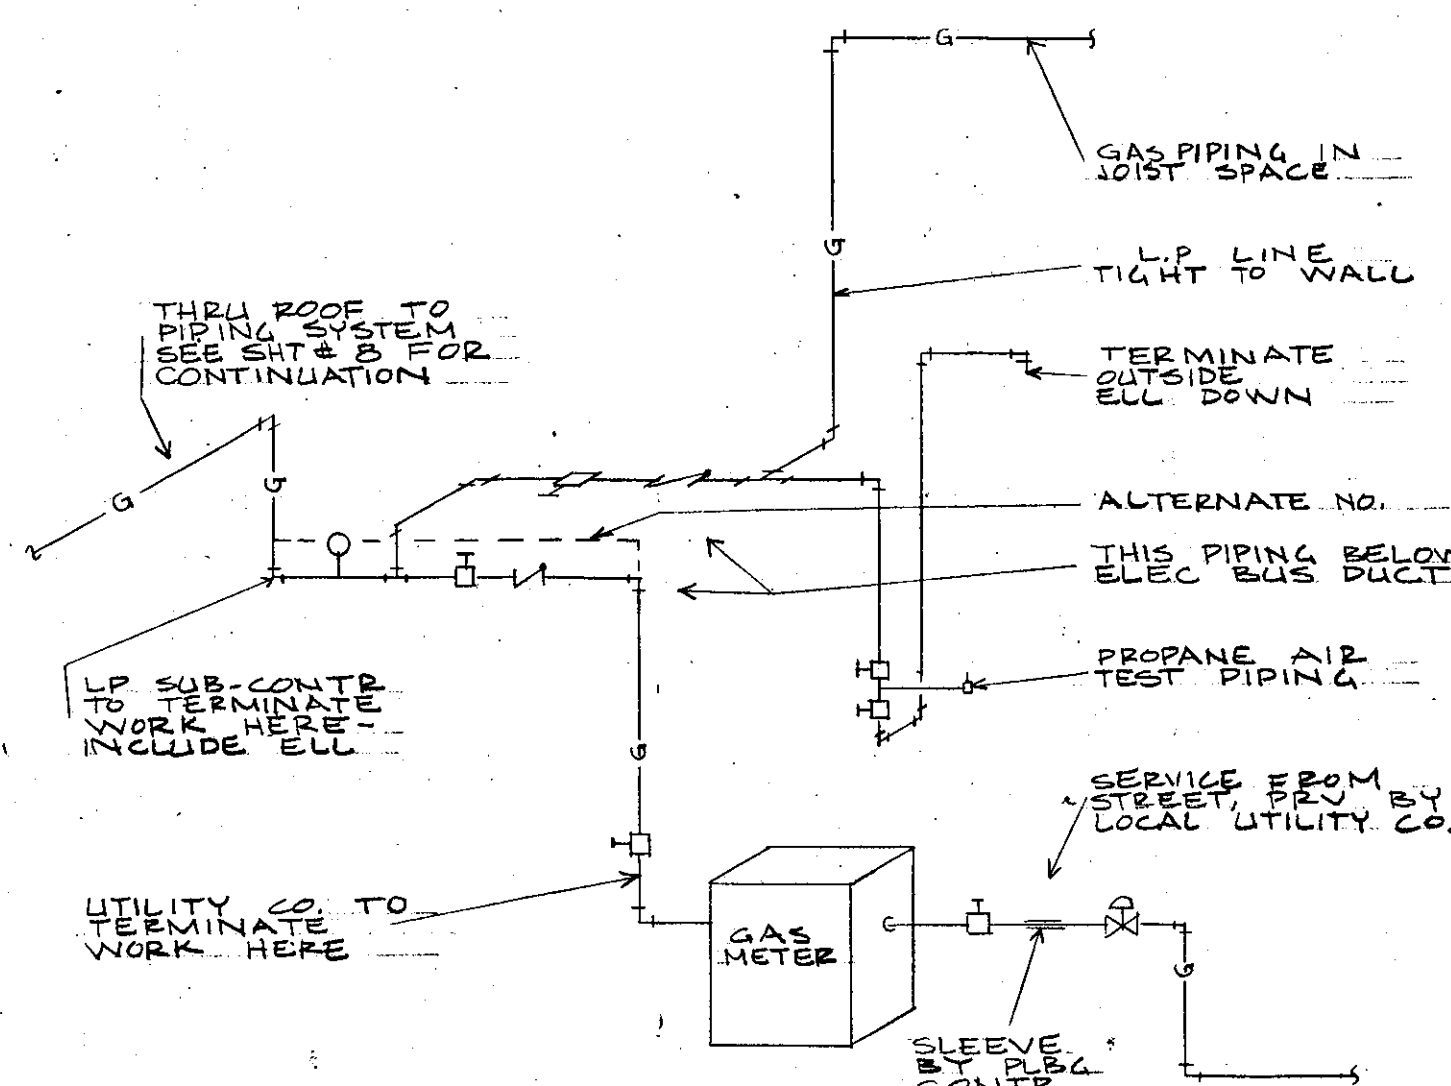 G
GAS PIPING IN
JOIST SPACE
G
L.P LINE
TIGHT TO WALL
THRU ROOF TO
PIPING SYSTEM
SEE SHT # 8 FOR
CONTINUATION
TERMINATE
OUTSIDE
ELL DOWN
G
G
ALTERNATE NO.
THIS PIPING BELOW
ELEC BUS DUCT
LP SUB-CONTR
TO TERMINATE
WORK HERE-
INCLUDE ELL
PROPANE AIR
TEST PIPING
G
SERVICE FROM
STREET, PRV BY
LOCAL UTILITY CO.
UTILITY CO. TO
TERMINATE
WORK HERE
GAS
METER
G
SLEEVE
BY PLBG
CONTR